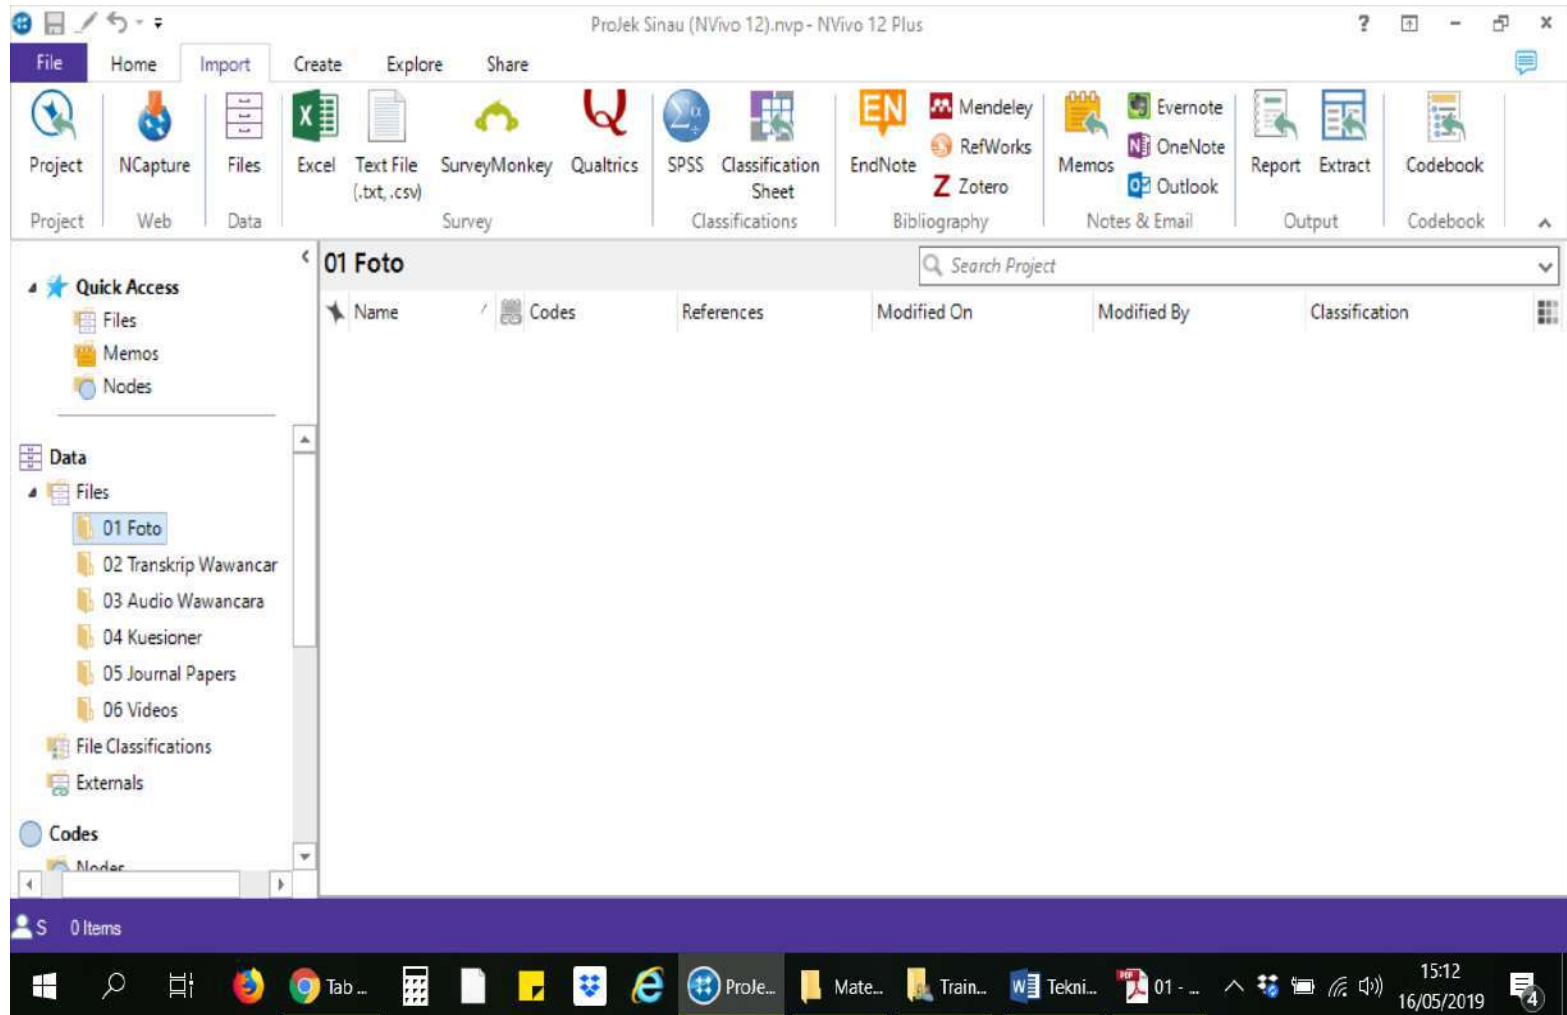 ProJek Sinau (NVivo 12).nvp - NVivo 12 Plus
File Home Import Create Explore Share
Project NCapture Files Excel Text File (.txt, .csv) SurveyMonkey Qualtrics SPSS Classification Sheet EndNote Mendeley RefWorks Zotero Memos Evernote OneNote Outlook Report Extract Codebook
Project Web Data Survey Classifications Bibliography Notes & Email Output Codebook
Quick Access
Files
Memos
Nodes
Data
Files
01 Foto
02 Transkrip Wawancar
03 Audio Wawancara
04 Kuesioner
05 Journal Papers
06 Videos
File Classifications
Externals
Codes
Nodes
01 Foto
Search Project
Name Codes References Modified On Modified By Classification
S 0 Items
Tab ... ProJe... Mate... Train... Tekni... 01 - ... 15:12
16/05/2019 4